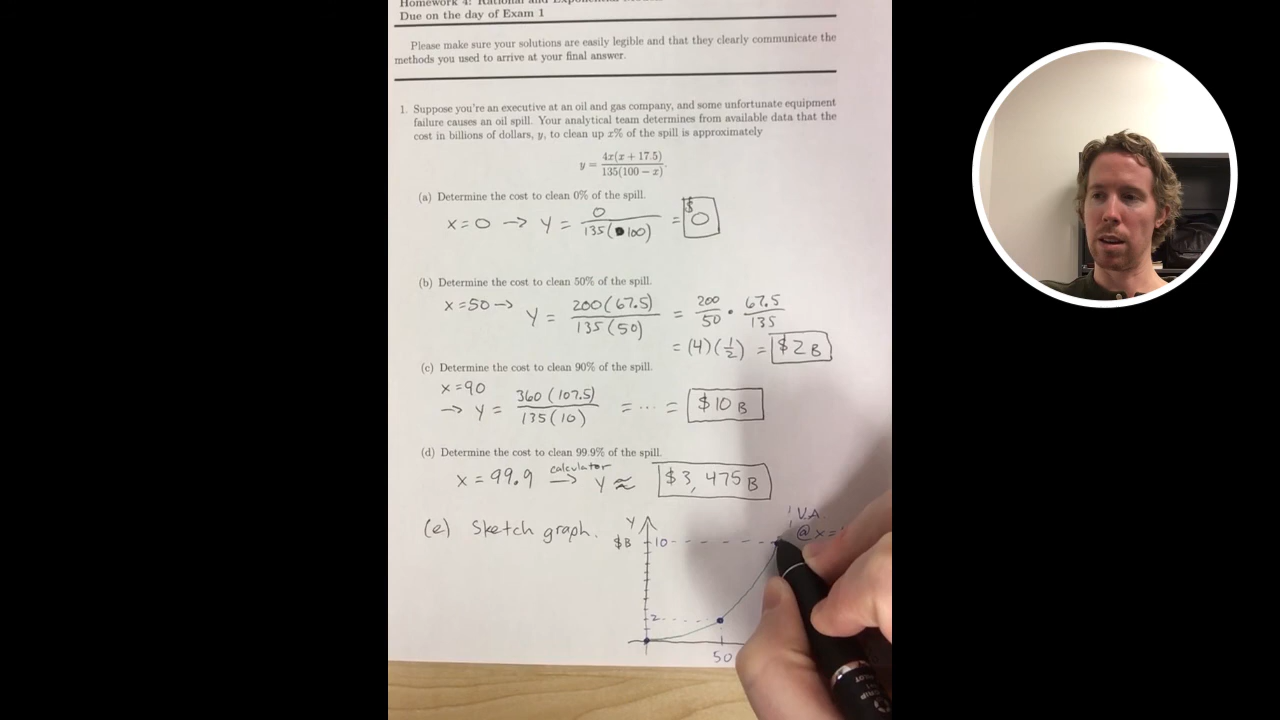 Homework 4: Rational and Exponential
Due on the day of Exam 1
Please make sure your solutions are easily legible and that they clearly communicate the
methods you used to arrive at your final answer.
1. Suppose you're an executive at an oil and gas company, and some unfortunate equipment
failure causes an oil spill. Your analytical team determines from available data that the
cost in billions of dollars, y, to clean up x% of the spill is approximately
y = 4x(x + 17.5) / 135(100 − x).
(a) Determine the cost to clean 0% of the spill.
x=0 → y = 0 / 135(100) = $0
(b) Determine the cost to clean 50% of the spill.
x=50 → y = 200(67.5) / 135(50) = 200/50 · 67.5/135
= (4)(1/2) = $2 B
(c) Determine the cost to clean 90% of the spill.
x=90
→ y = 360(107.5) / 135(10) = ... = $10 B
(d) Determine the cost to clean 99.9% of the spill.
x = 99.9 calculator → y ≈ $3,475 B
(e) Sketch graph.
y
$B
10
V.A.
@ x=
2
50